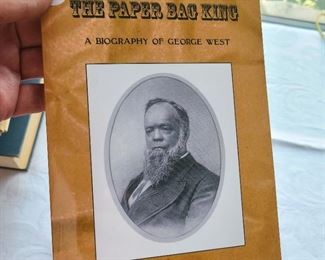 THE PAPER BAG KING
A BIOGRAPHY OF GEORGE WEST